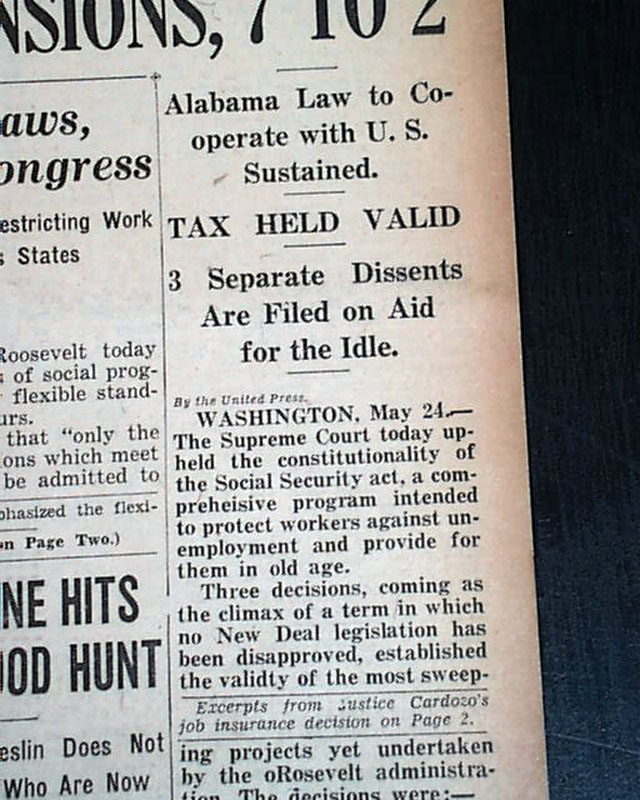 NSIONS, 7 TO 2
aws,
ongress
estricting Work
s States
Roosevelt today
s of social prog-
flexible stand-
urs.
that "only the
ons which meet
be admitted to
phasized the flexi-
n Page Two.)
NE HITS
OOD HUNT
eslin Does Not
Who Are Now
Alabama Law to Co-
operate with U. S.
Sustained.
TAX HELD VALID
3 Separate Dissents
Are Filed on Aid
for the Idle.
By the United Press.
WASHINGTON, May 24.—
The Supreme Court today up-
held the constitutionality of
the Social Security act, a com-
preheisive program intended
to protect workers against un-
employment and provide for
them in old age.
Three decisions, coming as
the climax of a term in which
no New Deal legislation has
been disapproved, established
the validty of the most sweep-
Excerpts from Justice Cardozo's
job insurance decision on Page 2.
ing projects yet undertaken
by the oRosevelt administra-
tion. The decisions were:—